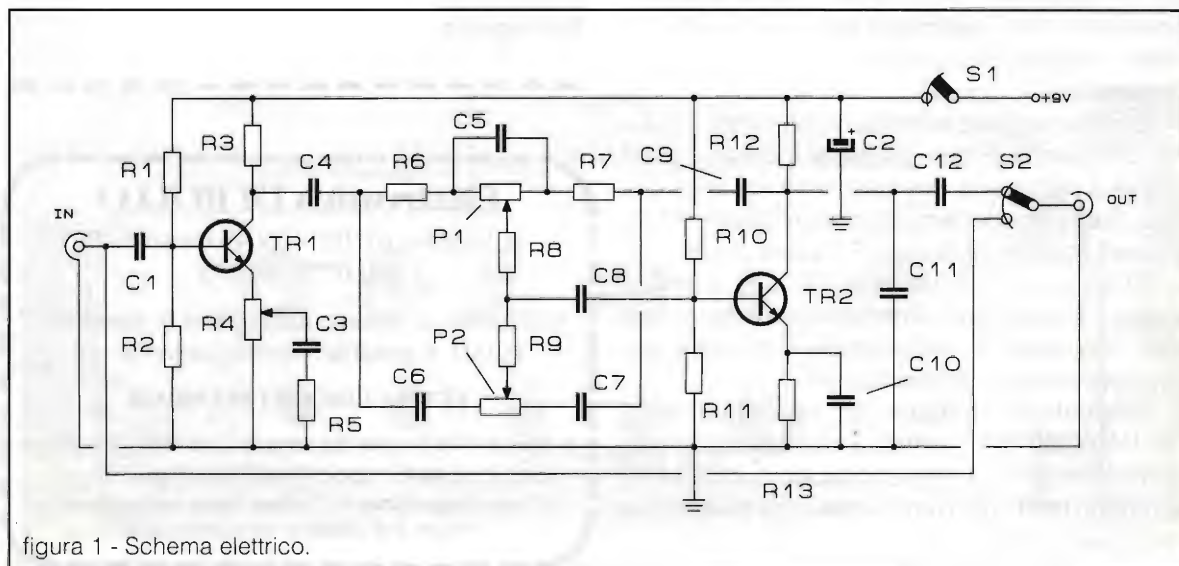 S1
o+9V
R1
R3
C5
C4
R6
R7
C9
R12
C2
C12
S2
IN
OUT
TR1
P1
R8
R10
C1
C8
TR2
C11
R4
C3
R2
P2
R9
C6
C7
C10
R5
R11
R13
figura 1 - Schema elettrico.